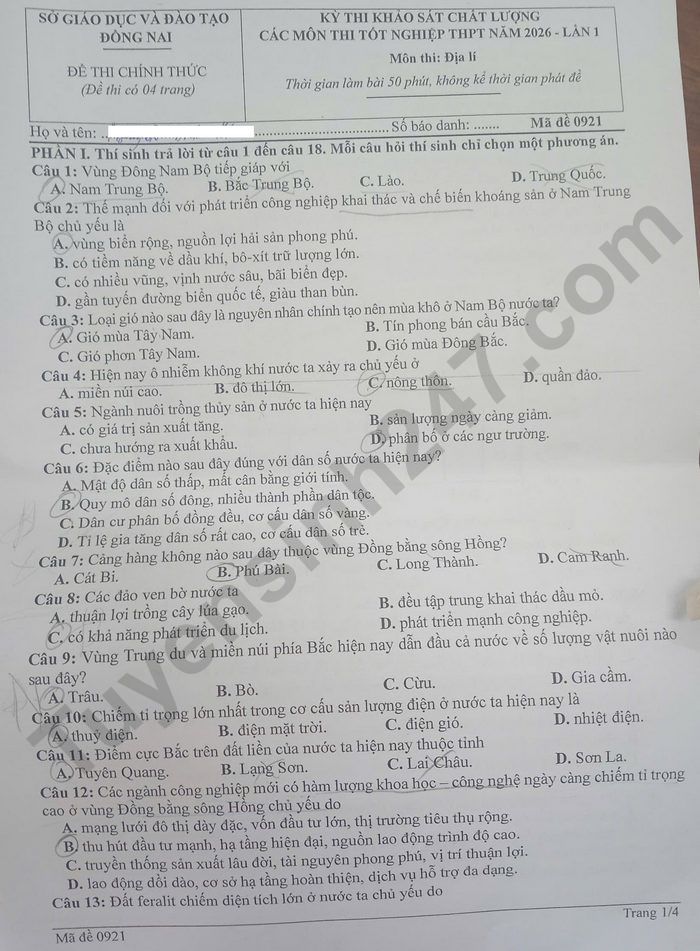 SỞ GIÁO DỤC VÀ ĐÀO TẠO
ĐỒNG NAI
ĐỀ THI CHÍNH THỨC
(Đề thi có 04 trang)
KỲ THI KHẢO SÁT CHẤT LƯỢNG
CÁC MÔN THI TỐT NGHIỆP THPT NĂM 2026 - LẦN 1
Môn thi: Địa lí
Thời gian làm bài 50 phút, không kể thời gian phát đề
Họ và tên: ........ Số báo danh: ....... Mã đề 0921
PHẦN I. Thí sinh trả lời từ câu 1 đến câu 18. Mỗi câu hỏi thí sinh chỉ chọn một phương án.
Câu 1: Vùng Đông Nam Bộ tiếp giáp với
A. Nam Trung Bộ. B. Bắc Trung Bộ. C. Lào. D. Trung Quốc.
Câu 2: Thế mạnh đối với phát triển công nghiệp khai thác và chế biến khoáng sản ở Nam Trung
Bộ chủ yếu là
A. vùng biển rộng, nguồn lợi hải sản phong phú.
B. có tiềm năng về dầu khí, bô-xít trữ lượng lớn.
C. có nhiều vũng, vịnh nước sâu, bãi biển đẹp.
D. gần tuyến đường biển quốc tế, giàu than bùn.
Câu 3: Loại gió nào sau đây là nguyên nhân chính tạo nên mùa khô ở Nam Bộ nước ta?
A. Gió mùa Tây Nam. B. Tín phong bán cầu Bắc.
C. Gió phơn Tây Nam. D. Gió mùa Đông Bắc.
Câu 4: Hiện nay ô nhiễm không khí nước ta xảy ra chủ yếu ở
A. miền núi cao. B. đô thị lớn. C. nông thôn. D. quần đảo.
Câu 5: Ngành nuôi trồng thủy sản ở nước ta hiện nay
A. có giá trị sản xuất tăng. B. sản lượng ngày càng giảm.
C. chưa hướng ra xuất khẩu. D. phân bố ở các ngư trường.
Câu 6: Đặc điểm nào sau đây đúng với dân số nước ta hiện nay?
A. Mật độ dân số thấp, mất cân bằng giới tính.
B. Quy mô dân số đông, nhiều thành phần dân tộc.
C. Dân cư phân bố đồng đều, cơ cấu dân số vàng.
D. Tỉ lệ gia tăng dân số rất cao, cơ cấu dân số trẻ.
Câu 7: Cảng hàng không nào sau đây thuộc vùng Đồng bằng sông Hồng?
A. Cát Bi. B. Phú Bài. C. Long Thành. D. Cam Ranh.
Câu 8: Các đảo ven bờ nước ta
A. thuận lợi trồng cây lúa gạo. B. đều tập trung khai thác dầu mỏ.
C. có khả năng phát triển du lịch. D. phát triển mạnh công nghiệp.
Câu 9: Vùng Trung du và miền núi phía Bắc hiện nay dẫn đầu cả nước về số lượng vật nuôi nào
sau đây?
A. Trâu. B. Bò. C. Cừu. D. Gia cầm.
Câu 10: Chiếm tỉ trọng lớn nhất trong cơ cấu sản lượng điện ở nước ta hiện nay là
A. thuỷ điện. B. điện mặt trời. C. điện gió. D. nhiệt điện.
Câu 11: Điểm cực Bắc trên đất liền của nước ta hiện nay thuộc tỉnh
A. Tuyên Quang. B. Lạng Sơn. C. Lai Châu. D. Sơn La.
Câu 12: Các ngành công nghiệp mới có hàm lượng khoa học – công nghệ ngày càng chiếm tỉ trọng
cao ở vùng Đồng bằng sông Hồng chủ yếu do
A. mạng lưới đô thị dày đặc, vốn đầu tư lớn, thị trường tiêu thụ rộng.
B. thu hút đầu tư mạnh, hạ tầng hiện đại, nguồn lao động trình độ cao.
C. truyền thống sản xuất lâu đời, tài nguyên phong phú, vị trí thuận lợi.
D. lao động dồi dào, cơ sở hạ tầng hoàn thiện, dịch vụ hỗ trợ đa dạng.
Câu 13: Đất feralit chiếm diện tích lớn ở nước ta chủ yếu do
Trang 1/4
Mã đề 0921
Tuyensinh247.com